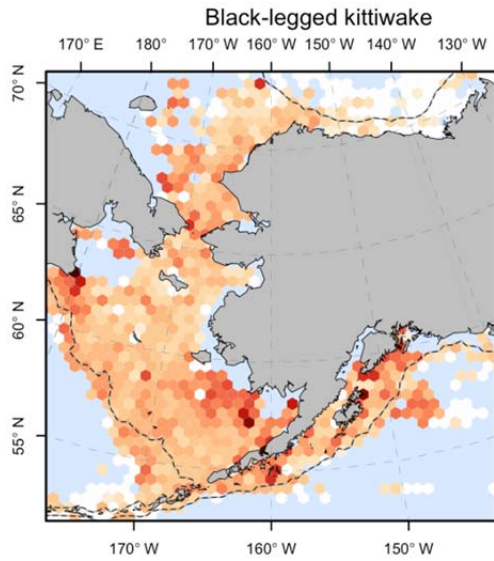 Black-legged kittiwake
170° E 180° 170° W 160° W 150° W 140° W 130° W
70° N
65° N
60° N
55° N
170° W 160° W 150° W